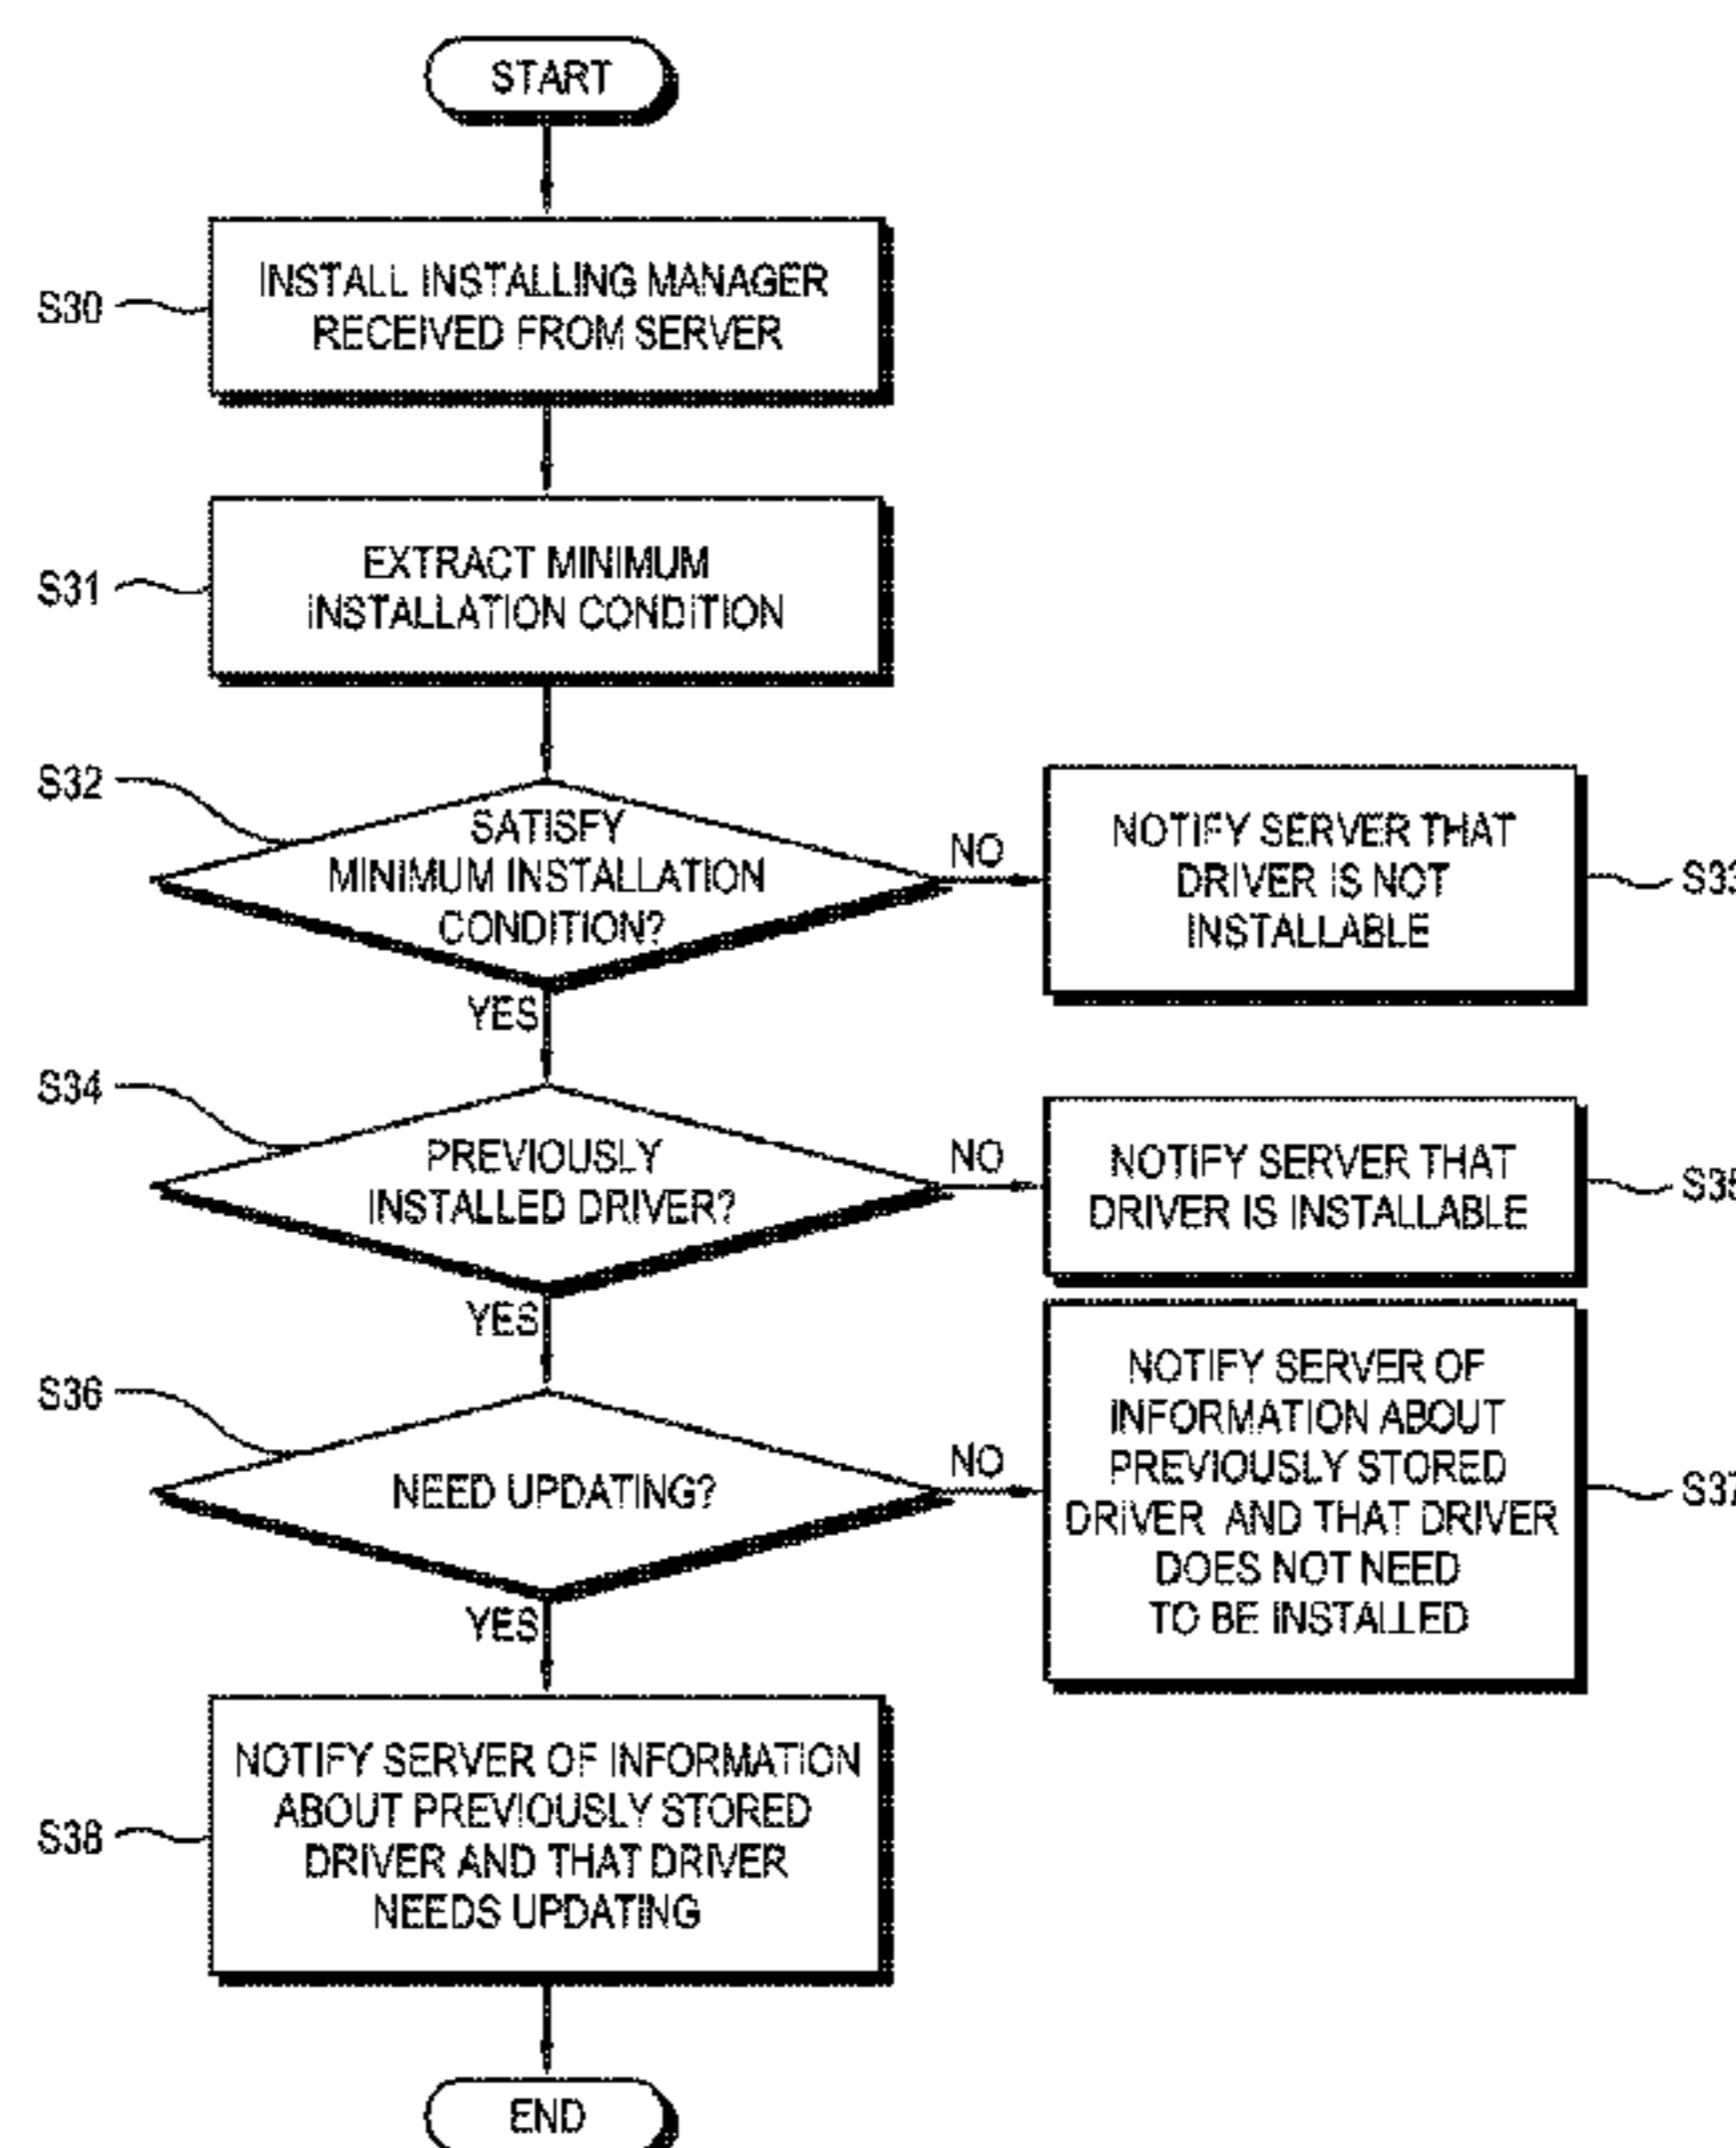 START
S30
INSTALL INSTALLING MANAGER
RECEIVED FROM SERVER
S31
EXTRACT MINIMUM
INSTALLATION CONDITION
S32
SATISFY
MINIMUM INSTALLATION
CONDITION?
NO
NOTIFY SERVER THAT
DRIVER IS NOT
INSTALLABLE
S33
YES
S34
PREVIOUSLY
INSTALLED DRIVER?
NO
NOTIFY SERVER THAT
DRIVER IS INSTALLABLE
S35
YES
S36
NEED UPDATING?
NO
NOTIFY SERVER OF
INFORMATION ABOUT
PREVIOUSLY STORED
DRIVER AND THAT DRIVER
DOES NOT NEED
TO BE INSTALLED
S37
YES
S38
NOTIFY SERVER OF INFORMATION
ABOUT PREVIOUSLY STORED
DRIVER AND THAT DRIVER
NEEDS UPDATING
END